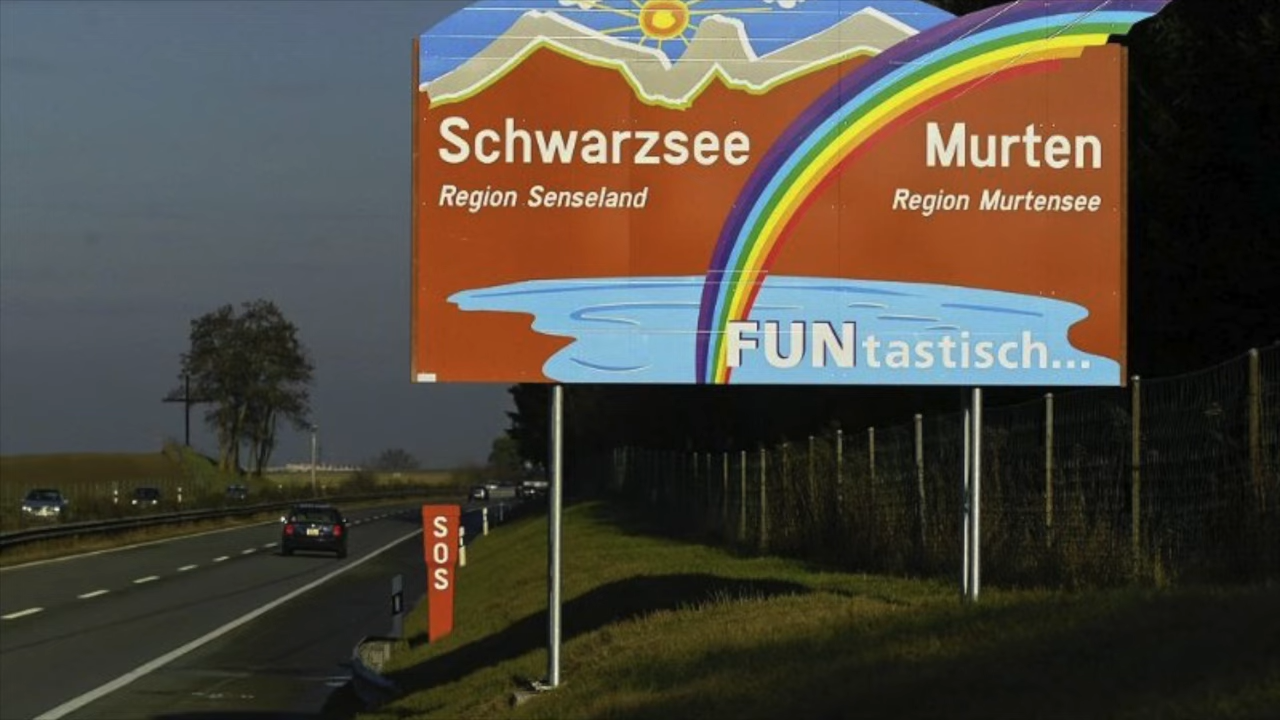 Schwarzsee
Region Senseland
Murten
Region Murtensee
FUNtastisch...
SOS